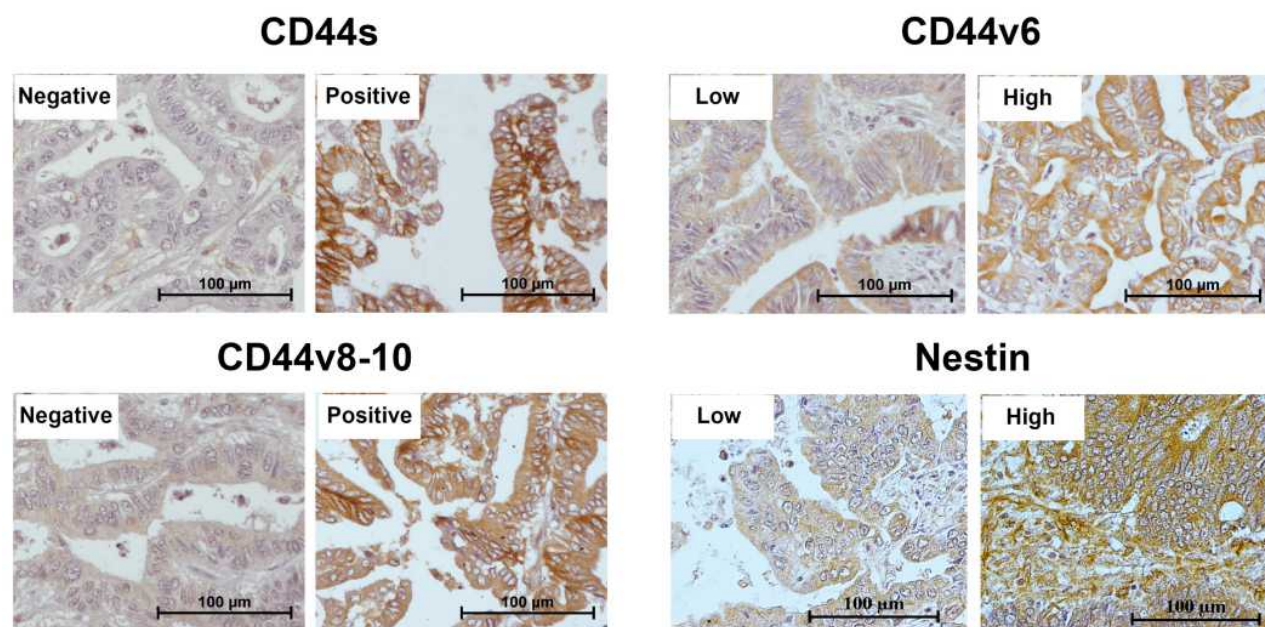 CD44s
CD44v6
Negative
Positive
Low
High
100 µm
100 µm
100 µm
100 µm
CD44v8-10
Nestin
Negative
Positive
Low
High
100 µm
100 µm
100 µm
100 µm